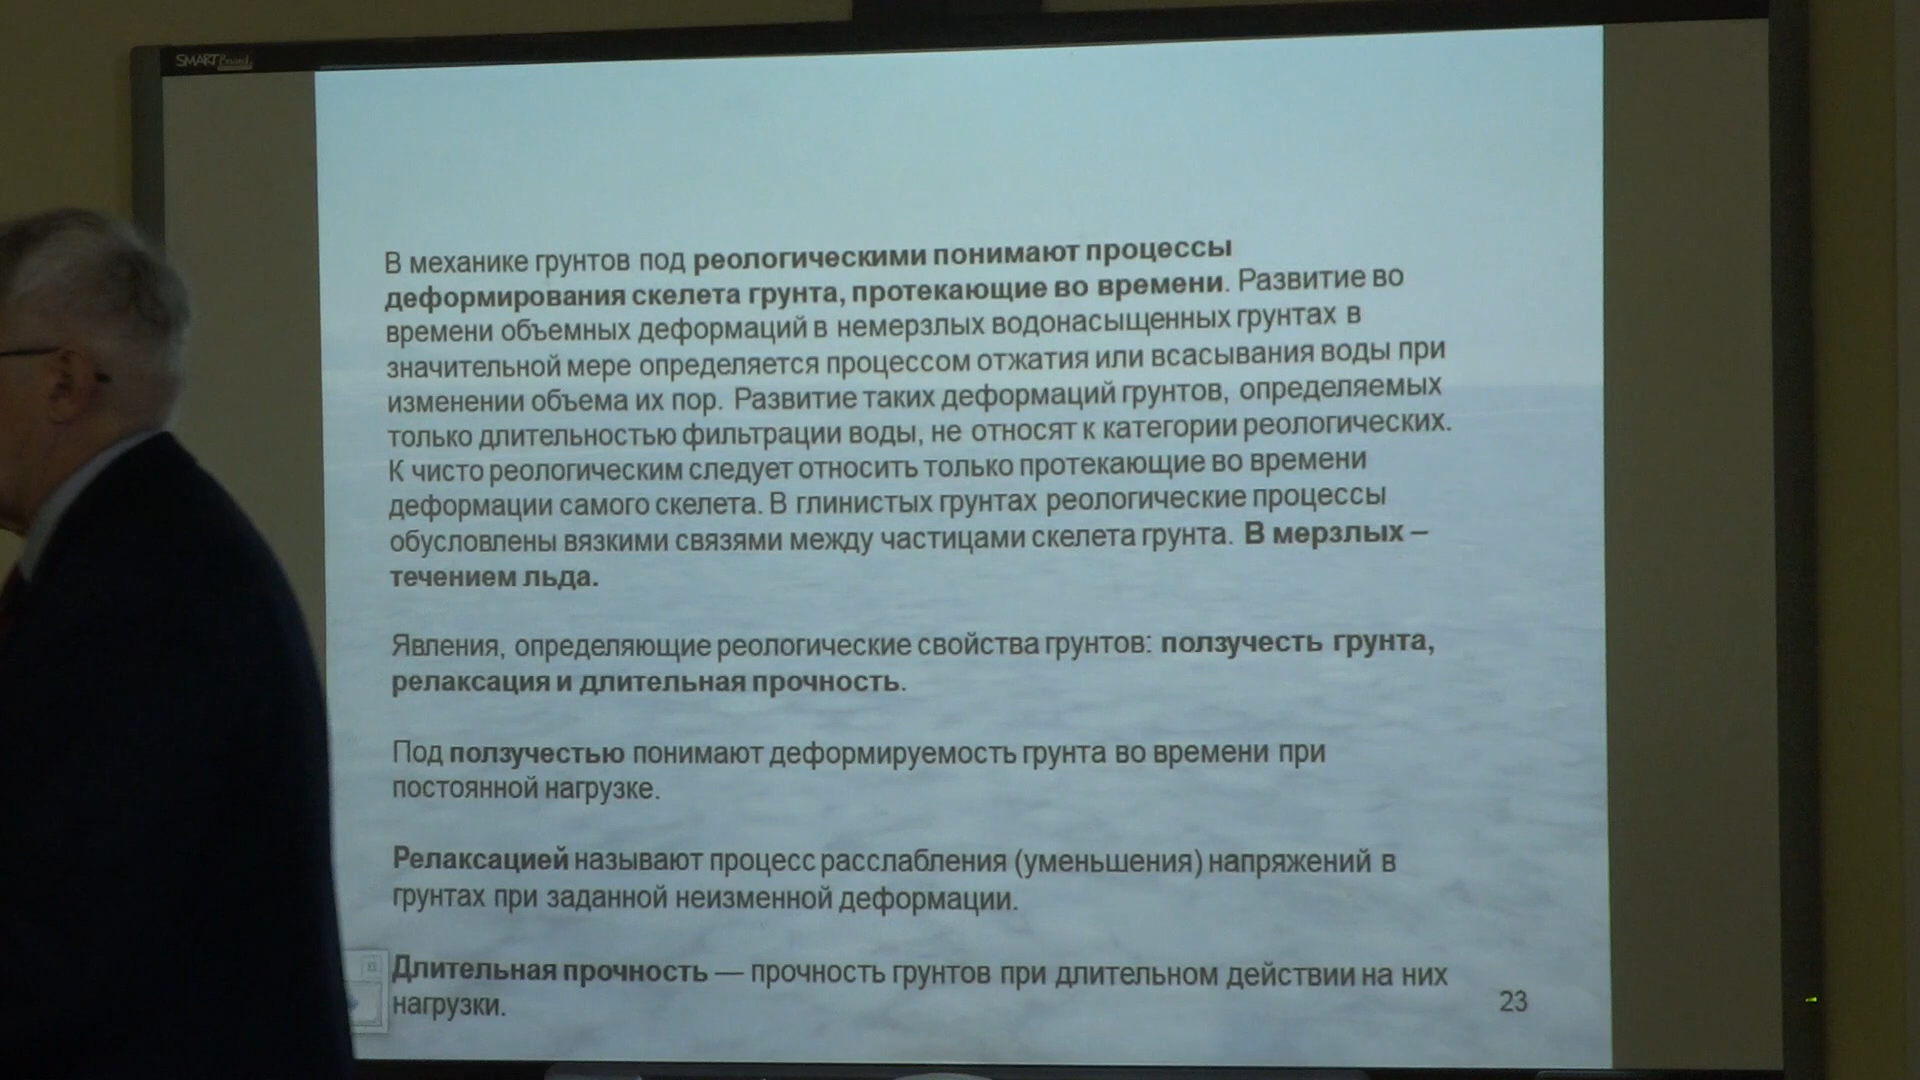 SMART Board
В механике грунтов под реологическими понимают процессы
деформирования скелета грунта, протекающие во времени. Развитие во
времени объемных деформаций в немерзлых водонасыщенных грунтах в
значительной мере определяется процессом отжатия или всасывания воды при
изменении объема их пор. Развитие таких деформаций грунтов, определяемых
только длительностью фильтрации воды, не относят к категории реологических.
К чисто реологическим следует относить только протекающие во времени
деформации самого скелета. В глинистых грунтах реологические процессы
обусловлены вязкими связями между частицами скелета грунта. В мерзлых –
течением льда.
Явления, определяющие реологические свойства грунтов: ползучесть грунта,
релаксация и длительная прочность.
Под ползучестью понимают деформируемость грунта во времени при
постоянной нагрузке.
Релаксацией называют процесс расслабления (уменьшения) напряжений в
грунтах при заданной неизменной деформации.
Длительная прочность — прочность грунтов при длительном действии на них
нагрузки.
23